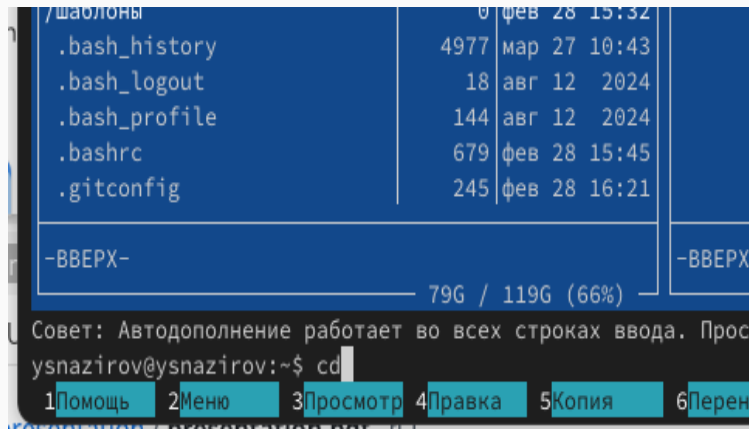 /шаблоны 0 фев 28 15:32
.bash_history 4977 мар 27 10:43
.bash_logout 18 авг 12 2024
.bash_profile 144 авг 12 2024
.bashrc 679 фев 28 15:45
.gitconfig 245 фев 28 16:21
-ВВЕРХ- -ВВЕРХ
79G / 119G (66%)
Совет: Автодополнение работает во всех строках ввода. Прос
ysnazirov@ysnazirov:~$ cd
1Помощь 2Меню 3Просмотр 4Правка 5Копия 6Перен